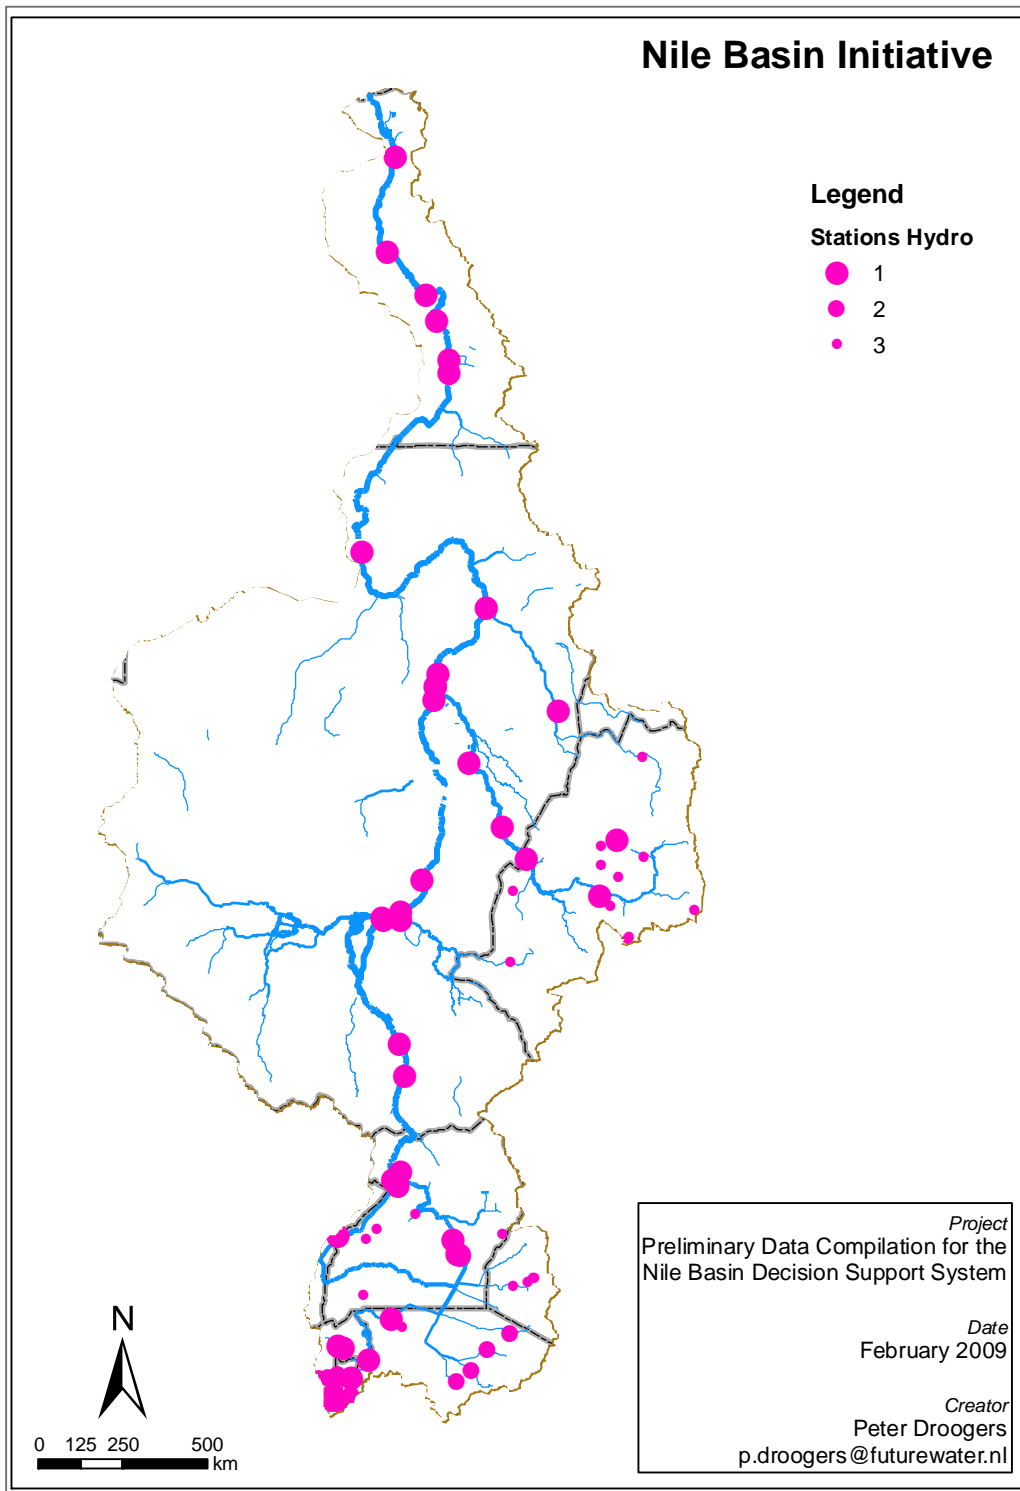 Nile Basin Initiative
Legend
Stations Hydro
1
2
3
Project
Preliminary Data Compilation for the
Nile Basin Decision Support System
Date
February 2009
Creator
Peter Droogers
p.droogers@futurewater.nl
N
0 125 250 500
km